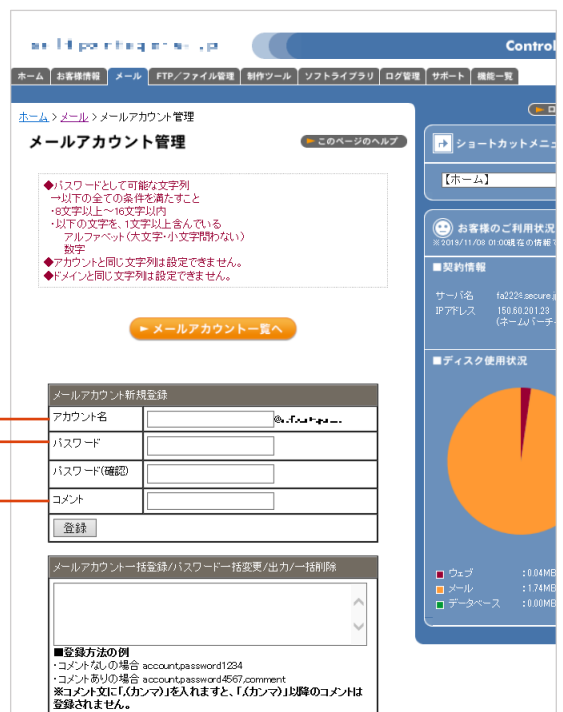 Control
ホーム お客様情報 メール FTP/ファイル管理 制作ツール ソフトライブラリ ログ管理 サポート 機能一覧
ホーム > メール > メールアカウント管理
メールアカウント管理
このページのヘルプ
◆パスワードとして可能な文字列
→以下の全ての条件を満たすこと
・8文字以上～16文字以内
・以下の文字を、1文字以上含んでいる
アルファベット(大文字・小文字問わない)
数字
◆アカウントと同じ文字列は設定できません。
◆ドメインと同じ文字列は設定できません。
メールアカウント一覧へ
メールアカウント新規登録
アカウント名
パスワード
パスワード(確認)
コメント
登録
メールアカウント一括登録/パスワード一括変更/出力/一括削除
■登録方法の例
・コメントなしの場合 account,password1234
・コメントありの場合 account,password4567,comment
※コメント文に「,(カンマ)」を入れますと、「,(カンマ)」以降のコメントは
登録されません。
ショートカットメニュ
【ホーム】
お客様のご利用状況
※2019/11/08 01:00現在の情報
■契約情報
サーバ名
IPアドレス 150.60.201.23
(ネームバーチ
■ディスク使用状況
ウェブ :0.04MB
メール :1.74MB
データベース :0.00MB